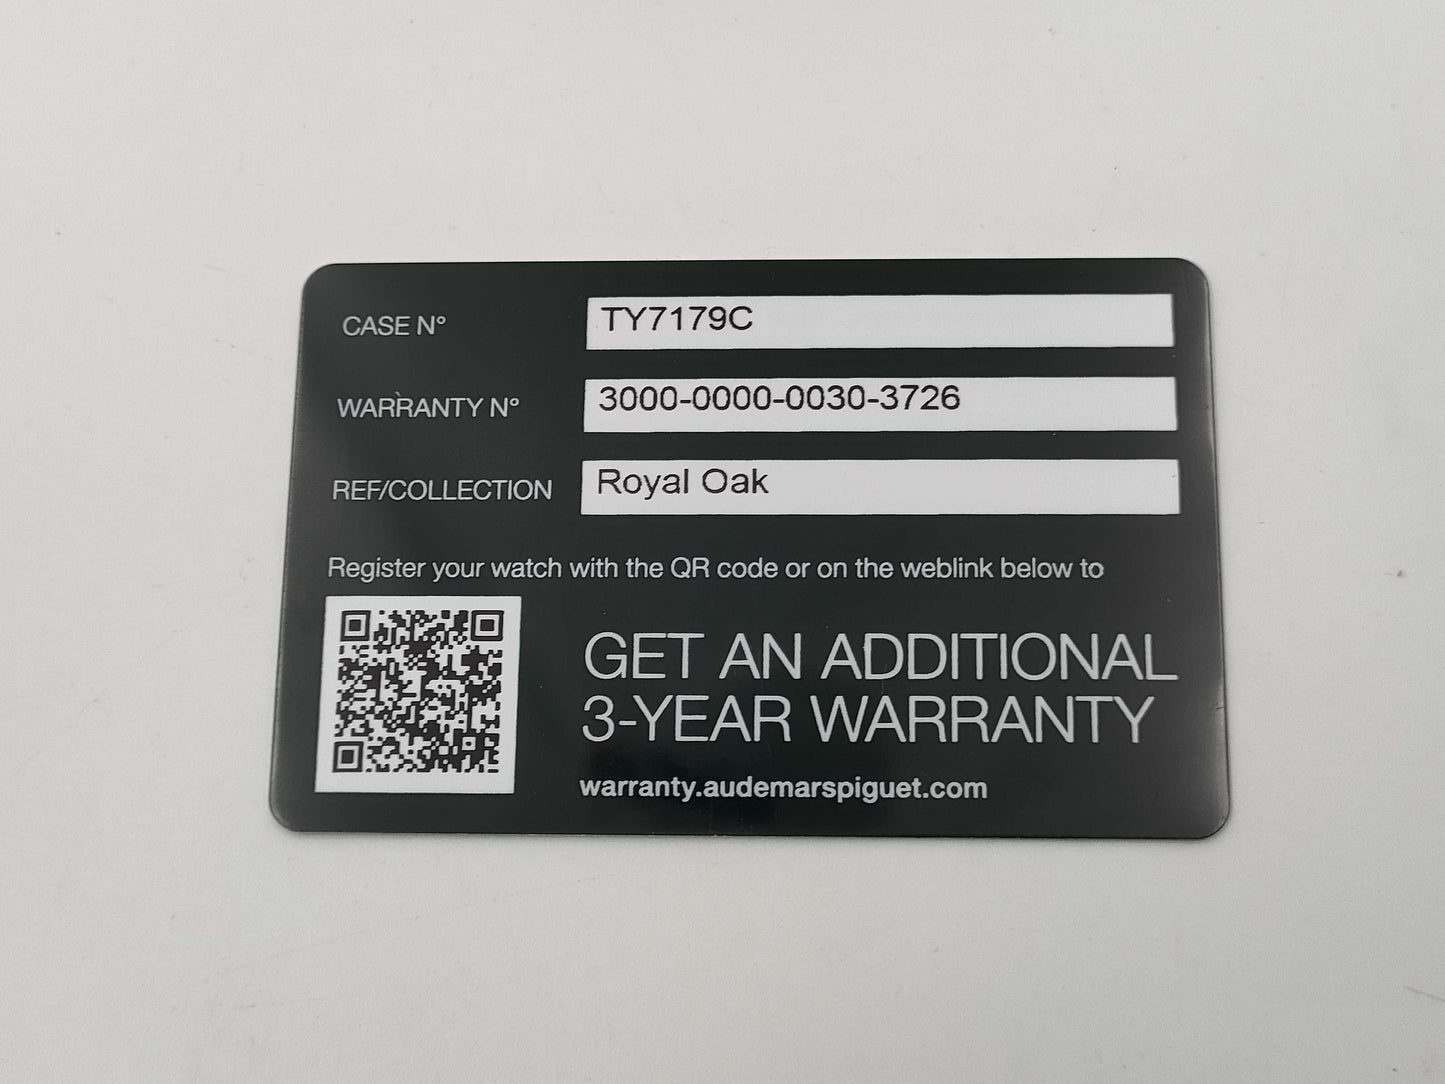 CASE N°
TY7179C
WARRANTY N°
3000-0000-0030-3726
REF/COLLECTION
Royal Oak
Register your watch with the QR code or on the weblink below to
GET AN ADDITIONAL
3-YEAR WARRANTY
warranty.audemarspiguet.com